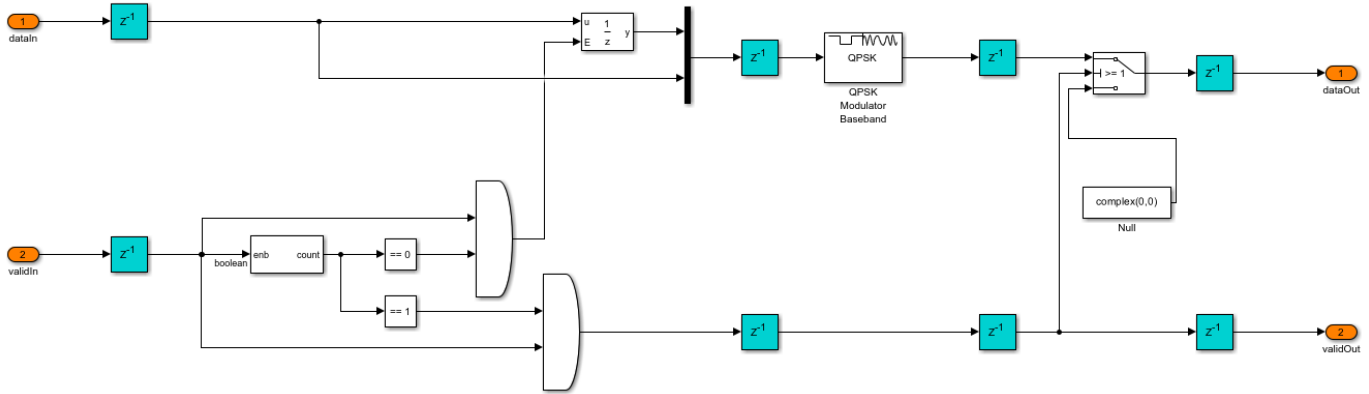 1
dataIn
z-1
u
E
1
z
y
z-1
QPSK
QPSK
Modulator
Baseband
z-1
>= 1
z-1
1
dataOut
complex(0,0)
Null
2
validIn
z-1
boolean
enb
count
== 0
== 1
z-1
z-1
z-1
2
validOut